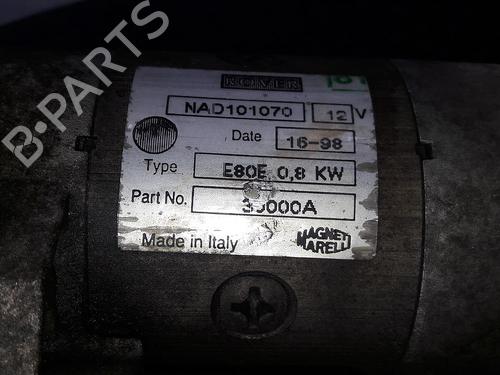 B-PARTS
ROVER
NAD101070 12 V
Date 16-98
Type E80E 0,8 KW
Part No.
Made in Italy MAGNETI MARELLI